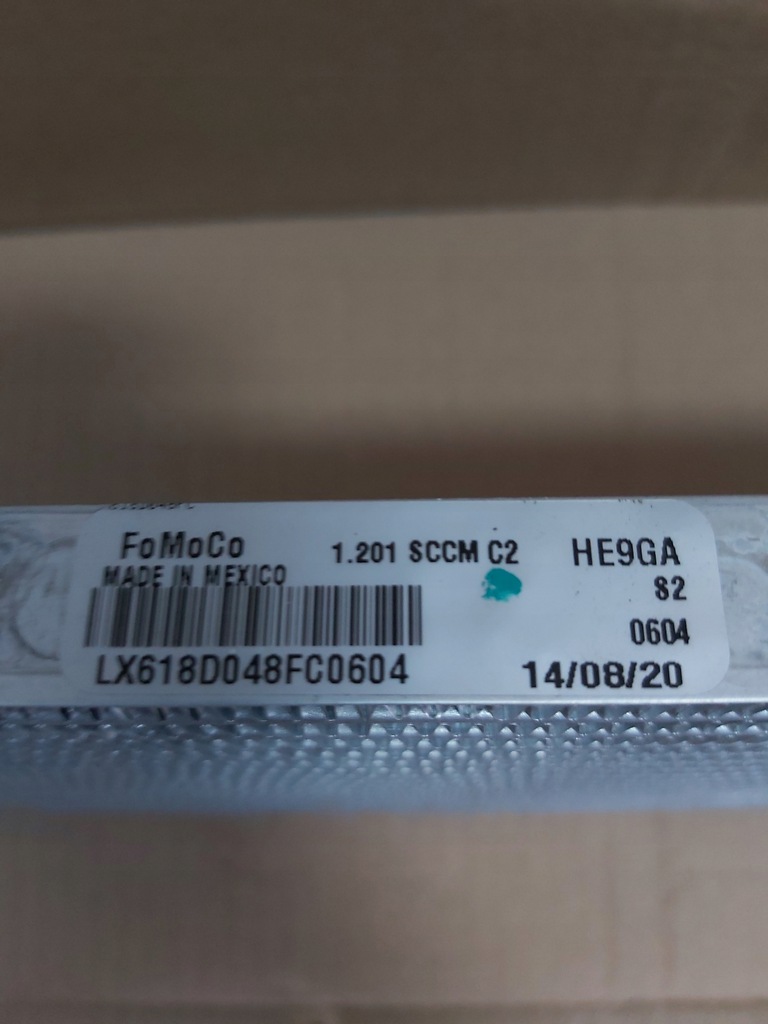 FoMoCo 1.201 SCCM C2 HE9GA
MADE IN MEXICO 82
0604
LX618D048FC0604 14/08/20